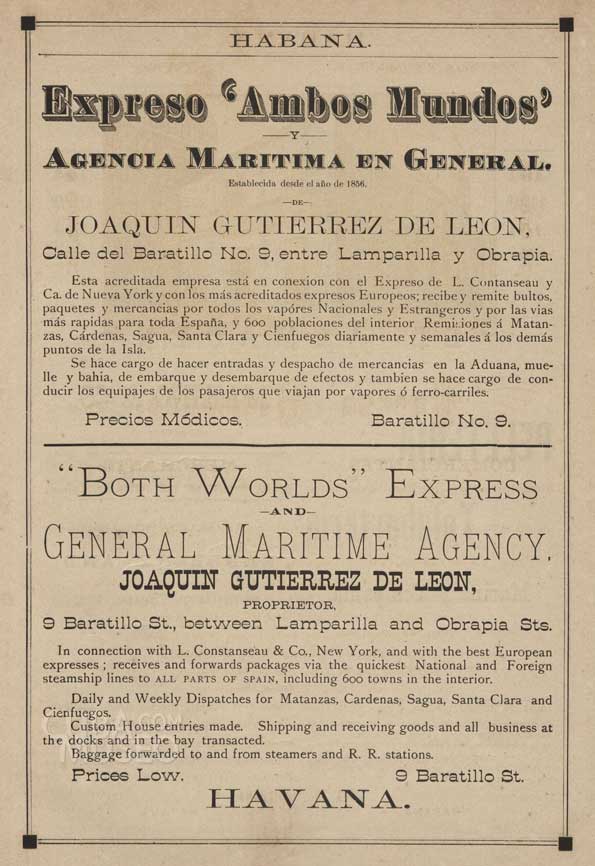 HABANA.
Expreso 'Ambos Mundos'
Y
AGENCIA MARITIMA EN GENERAL.
Establecida desde el año de 1856.
—DE—
JOAQUIN GUTIERREZ DE LEON,
Calle del Baratillo No. 9, entre Lamparilla y Obrapia.
Esta acreditada empresa está en conexion con el Expreso de L. Contanseau y
Ca. de Nueva York y con los más acreditados expresos Europeos; recibe y remite bultos,
paquetes y mercancias por todos los vapóres Nacionales y Estrangeros y por las vias
más rapidas para toda España, y 600 poblaciones del interior Remisiones á Matan-
zas, Cárdenas, Sagua, Santa Clara y Cienfuegos diariamente y semanales á los demás
puntos de la Isla.
Se hace cargo de hacer entradas y despacho de mercancias en la Aduana, mue-
lle y bahia, de embarque y desembarque de efectos y tambien se hace cargo de con-
ducir los equipajes de los pasajeros que viajan por vapores ó ferro-carriles.
Precios Módicos. Baratillo No. 9.
"BOTH WORLDS" EXPRESS
—AND—
GENERAL MARITIME AGENCY,
JOAQUIN GUTIERREZ DE LEON,
PROPRIETOR,
9 Baratillo St., between Lamparilla and Obrapia Sts.
In connection with L. Constanseau & Co., New York, and with the best European
expresses; receives and forwards packages via the quickest National and Foreign
steamship lines to ALL PARTS OF SPAIN, including 600 towns in the interior.
Daily and Weekly Dispatches for Matanzas, Cardenas, Sagua, Santa Clara and
Cienfuegos.
Custom House entries made. Shipping and receiving goods and all business at
the docks and in the bay transacted.
Baggage forwarded to and from steamers and R. R. stations.
Prices Low. 9 Baratillo St.
HAVANA.